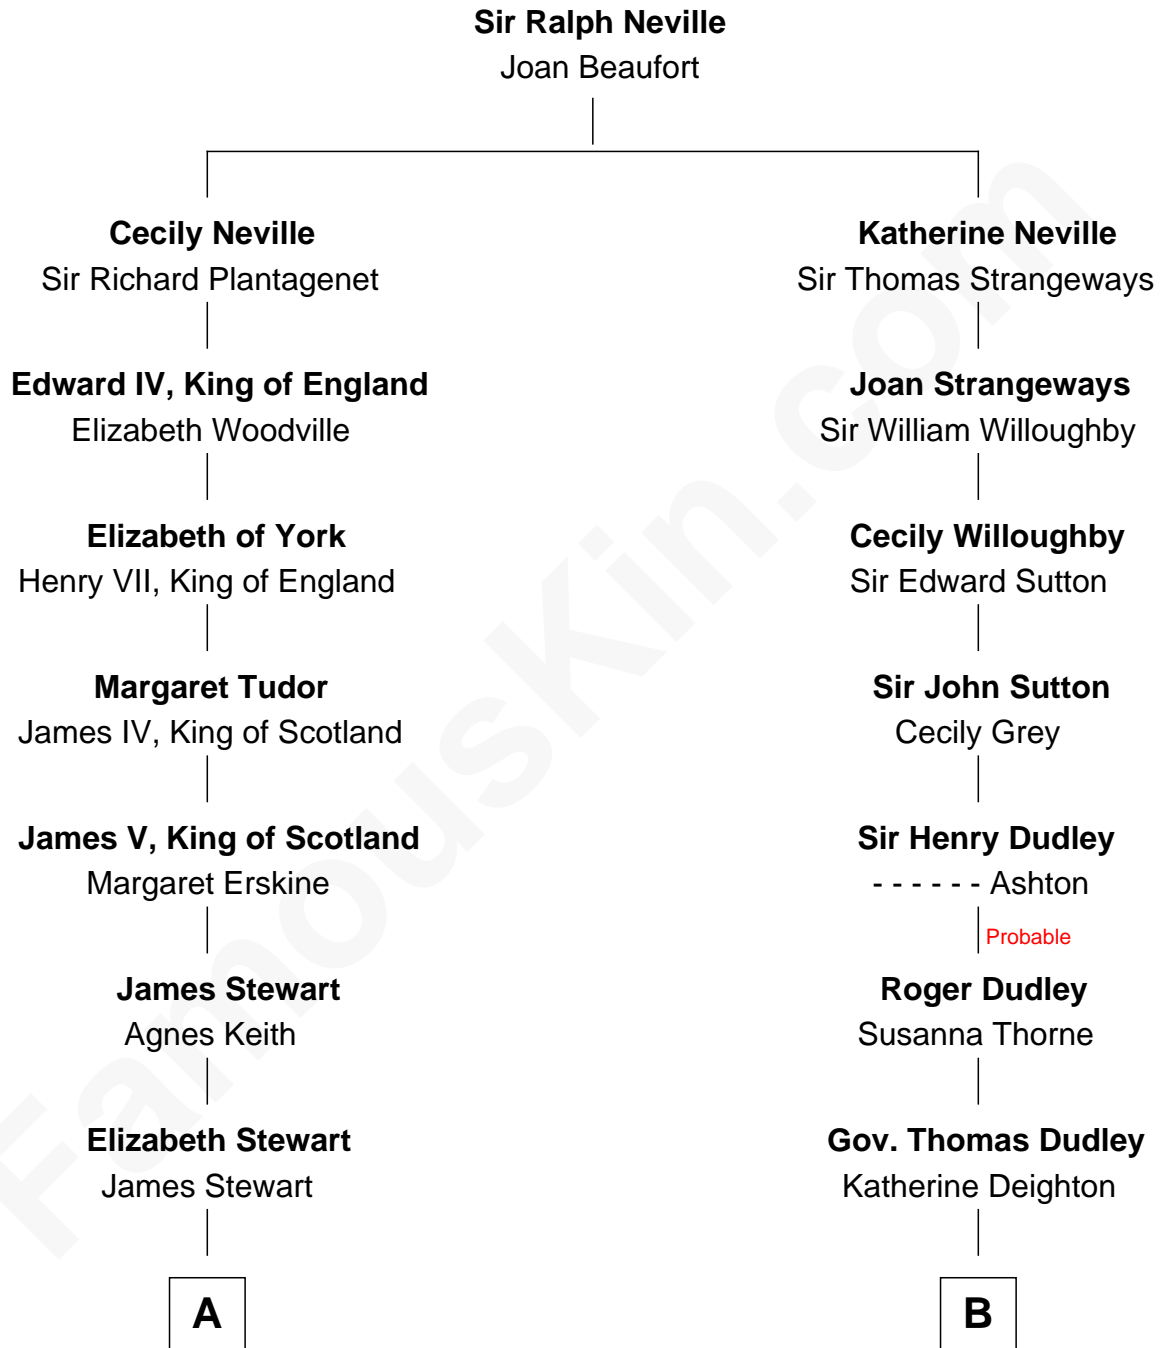 Sir Ralph Neville
Joan Beaufort
Cecily Neville
Sir Richard Plantagenet
Katherine Neville
Sir Thomas Strangeways
Edward IV, King of England
Elizabeth Woodville
Joan Strangeways
Sir William Willoughby
Elizabeth of York
Henry VII, King of England
Cecily Willoughby
Sir Edward Sutton
Margaret Tudor
James IV, King of Scotland
Sir John Sutton
Cecily Grey
James V, King of Scotland
Margaret Erskine
Sir Henry Dudley
- - - - - - Ashton
Probable
James Stewart
Agnes Keith
Roger Dudley
Susanna Thorne
Elizabeth Stewart
James Stewart
Gov. Thomas Dudley
Katherine Deighton
A
B
FamousKin.com